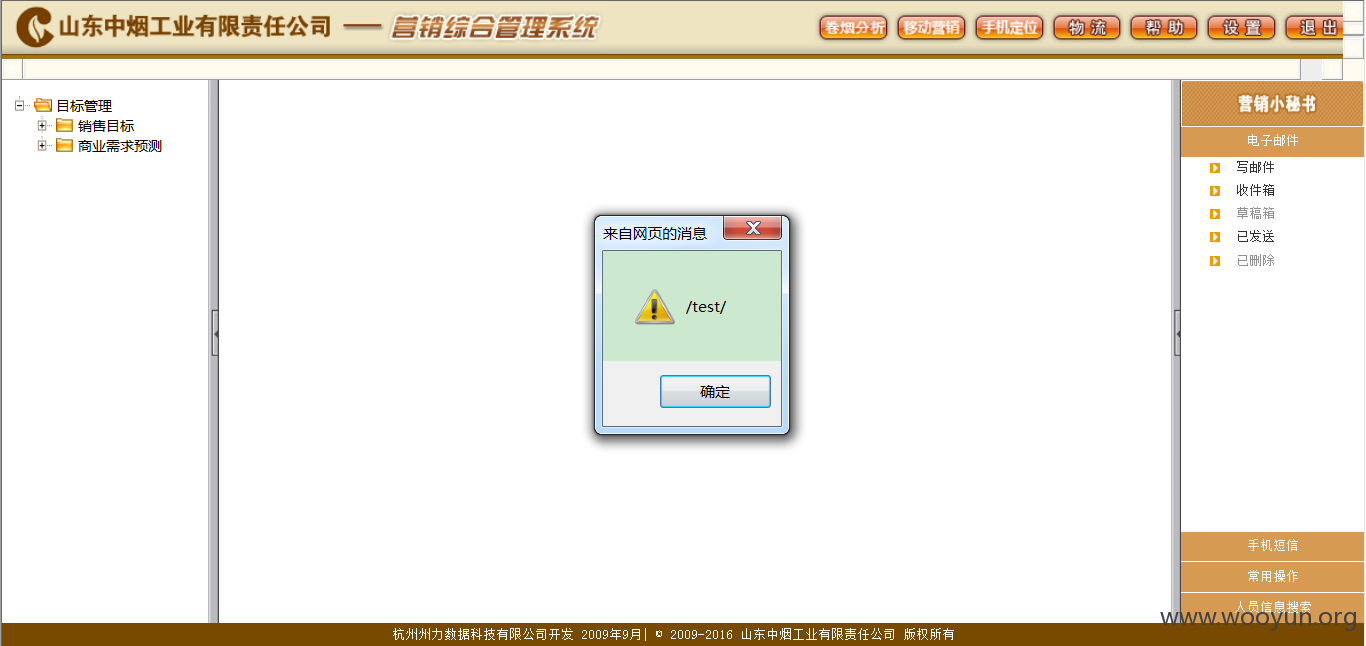 山东中烟工业有限责任公司 —— 营销综合管理系统
卷烟分析 移动营销 手机定位 物 流 帮 助 设 置 退 出
目标管理
销售目标
商业需求预测
来自网页的消息
/test/
确定
营销小秘书
电子邮件
写邮件
收件箱
草稿箱
已发送
已删除
手机短信
常用操作
人员信息搜索
www.wooyun.org
杭州州力数据科技有限公司开发 2009年9月| © 2009-2016 山东中烟工业有限责任公司 版权所有